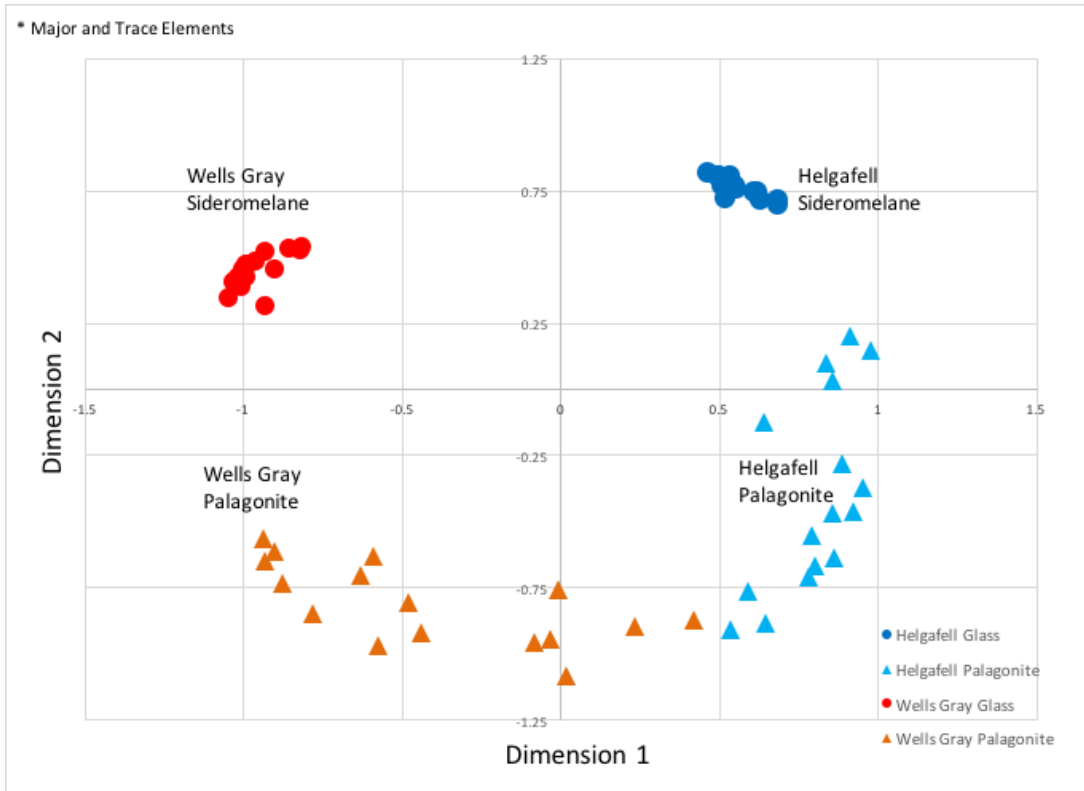 * Major and Trace Elements
1.25
Wells Gray
Sideromelane
Helgafell
Sideromelane
0.75
0.25
-1.5
-1
-0.5
0
0.5
1
1.5
Dimension 2
-0.25
Wells Gray
Palagonite
Helgafell
Palagonite
-0.75
Helgafell Glass
Helgafell Palagonite
Wells Gray Glass
Wells Gray Palagonite
-1.25
Dimension 1